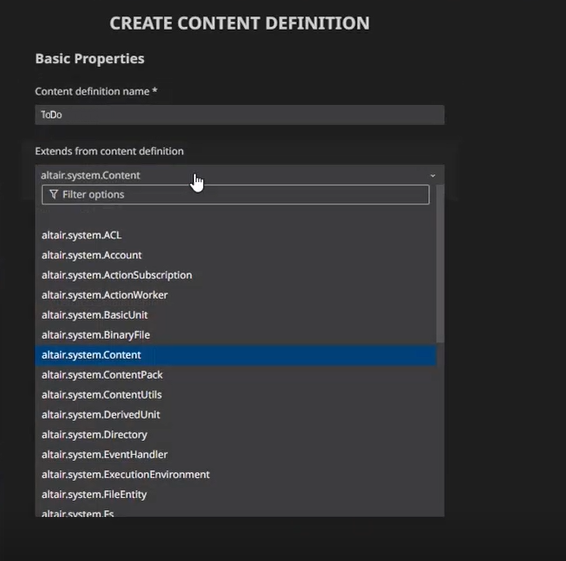 CREATE CONTENT DEFINITION
Basic Properties
Content definition name *
ToDo
Extends from content definition
altair.system.Content
Filter options
altair.system.ACL
altair.system.Account
altair.system.ActionSubscription
altair.system.ActionWorker
altair.system.BasicUnit
altair.system.BinaryFile
altair.system.Content
altair.system.ContentPack
altair.system.ContentUtils
altair.system.DerivedUnit
altair.system.Directory
altair.system.EventHandler
altair.system.ExecutionEnvironment
altair.system.FileEntity
altair.system.Fs